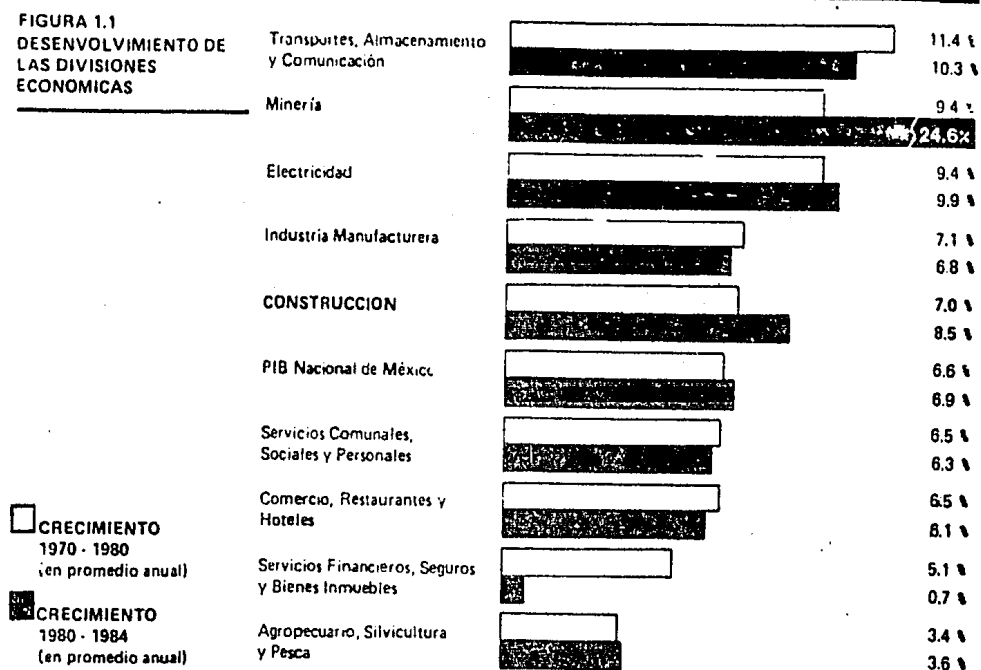 FIGURA 1.1
DESENVOLVIMIENTO DE
LAS DIVISIONES
ECONOMICAS
Transportes, Almacenamiento
y Comunicación
11.4 %
10.3 %
Minería
9.4 %
24.6%
Electricidad
9.4 %
9.9 %
Industria Manufacturera
7.1 %
6.8 %
CONSTRUCCION
7.0 %
8.5 %
PIB Nacional de México
6.6 %
6.9 %
Servicios Comunales,
Sociales y Personales
6.5 %
6.3 %
Comercio, Restaurantes y
Hoteles
6.5 %
6.1 %
Servicios Financieros, Seguros
y Bienes Inmuebles
5.1 %
0.7 %
Agropecuario, Silvicultura
y Pesca
3.4 %
3.6 %
CRECIMIENTO
1970 - 1980
(en promedio anual)
CRECIMIENTO
1980 - 1984
(en promedio anual)